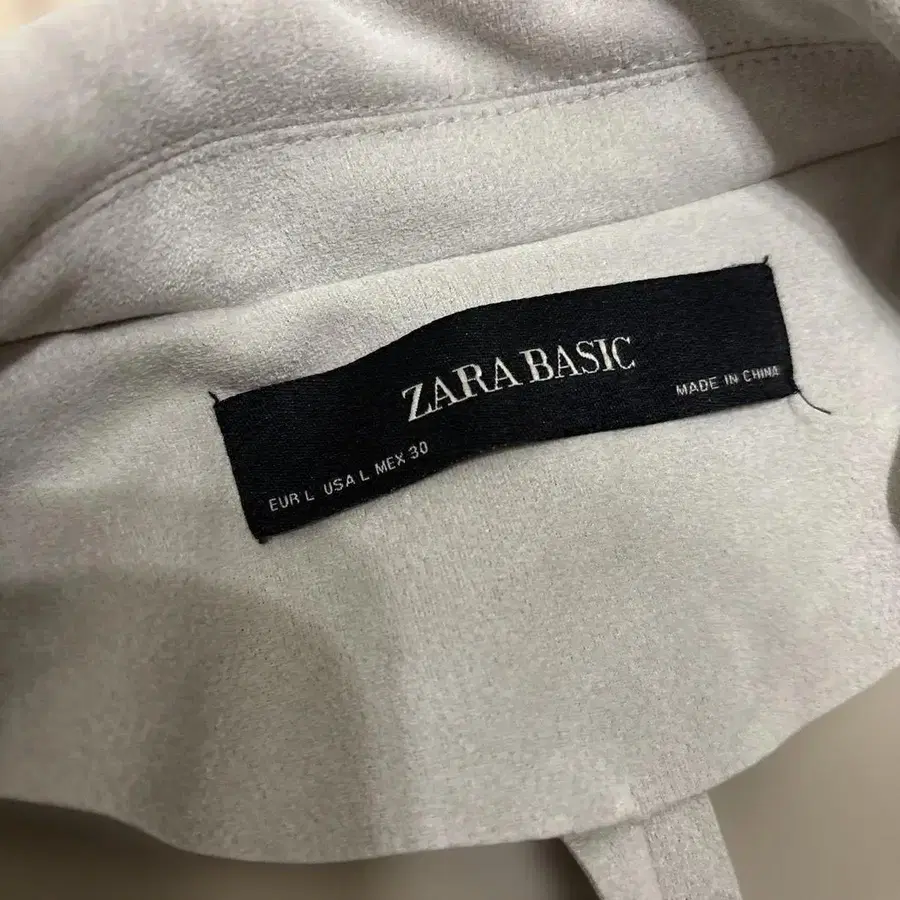 ZARA BASIC
MADE IN CHINA
EUR L USA L MEX 30